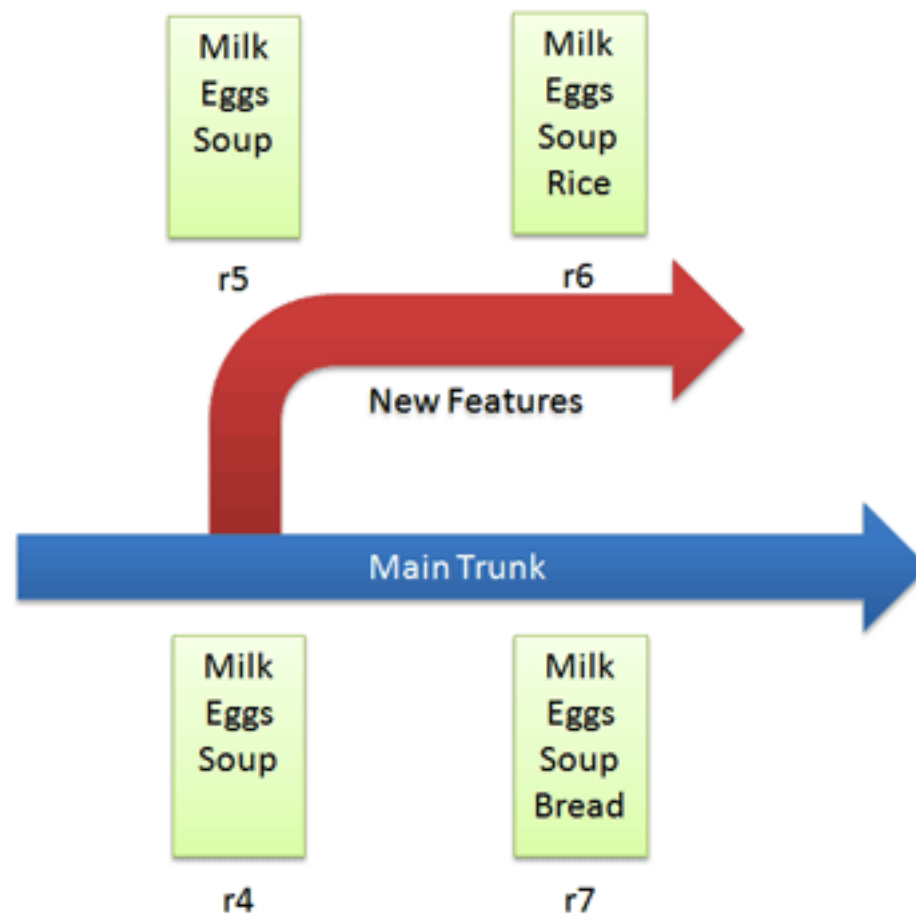 Milk
Eggs
Soup
r5
Milk
Eggs
Soup
Rice
r6
New Features
Main Trunk
Milk
Eggs
Soup
r4
Milk
Eggs
Soup
Bread
r7